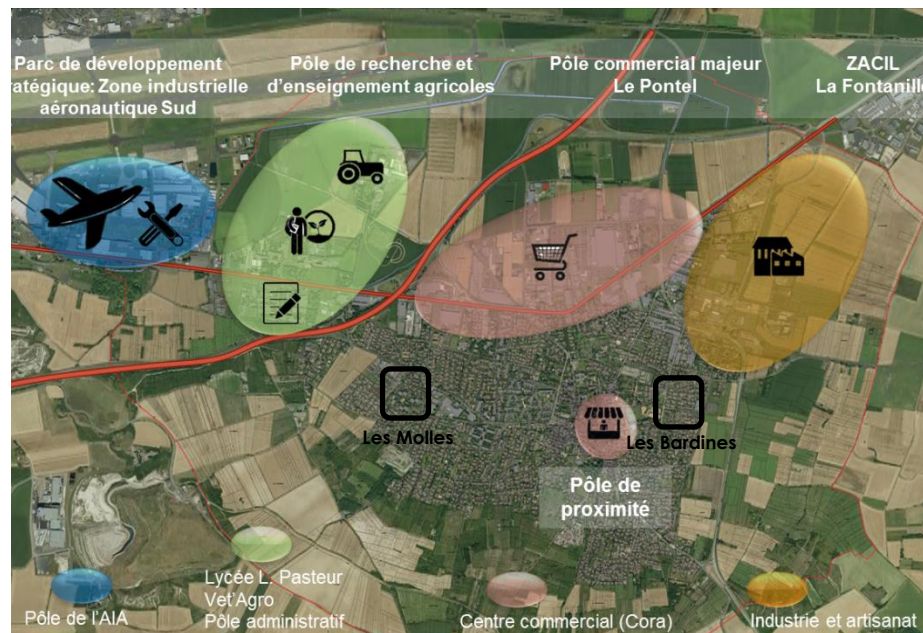 Parc de développement
ratégique: Zone industrielle
aéronautique Sud
Pôle de recherche et
d'enseignement agricoles
Pôle commercial majeur
Le Pontel
ZACIL
La Fontanille
Les Molles
Les Bardines
Pôle de
proximité
Pôle de l'AIA
Lycée L. Pasteur
Vet'Agro
Pôle administratif
Centre commercial (Cora)
Industrie et artisanat